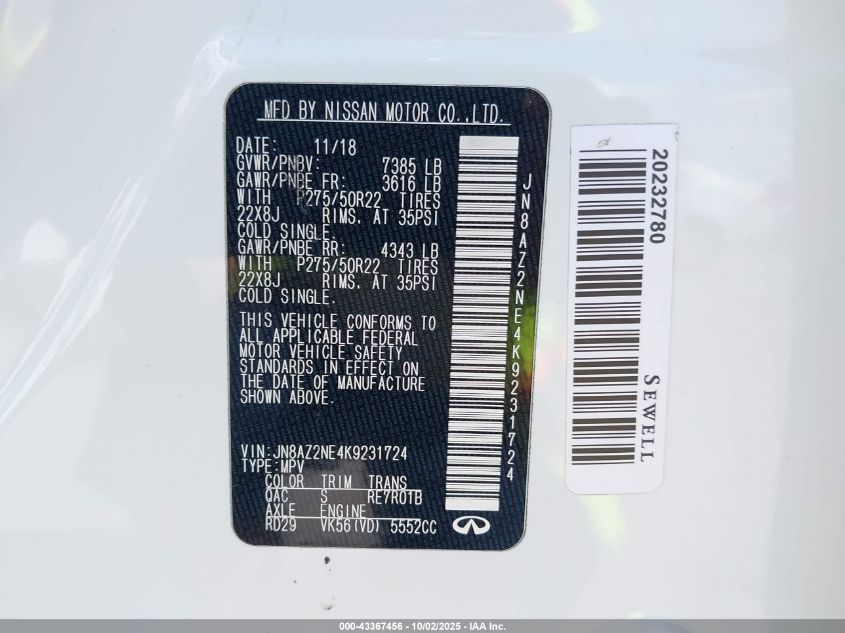 MFD BY NISSAN MOTOR CO.,LTD.
DATE: 11/18
GVWR/PNBV: 7385 LB
GAWR/PNBE FR: 3616 LB
WITH P275/50R22 TIRES
22X8J RIMS. AT 35PSI
COLD SINGLE.
GAWR/PNBE RR: 4343 LB
WITH P275/50R22 TIRES
22X8J RIMS. AT 35PSI
COLD SINGLE.
THIS VEHICLE CONFORMS TO
ALL APPLICABLE FEDERAL
MOTOR VEHICLE SAFETY
STANDARDS IN EFFECT ON
THE DATE OF MANUFACTURE
SHOWN ABOVE.
VIN:JN8AZ2NE4K9231724
TYPE:MPV
COLOR TRIM TRANS
QAC S RE7R01B
AXLE ENGINE
RD29 VK56(VD) 5552CC
JN8AZ2NE4K9231724
20232780
SEWELL
000-43367456 - 10/02/2025 - IAA Inc.